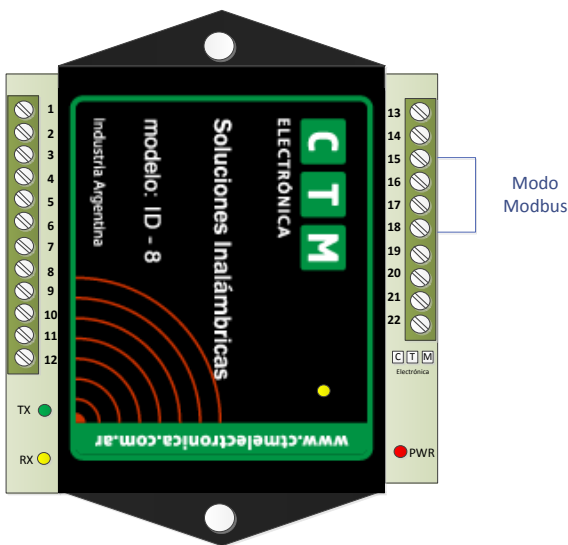 1
2
3
4
5
6
7
8
9
10
11
12
TX
RX
C T M
ELECTRÓNICA
Soluciones Inalámbricas
modelo: ID - 8
Industria Argentina
www.ctmelectronica.com.ar
13
14
15
16
17
18
19
20
21
22
C T M
Electrónica
PWR
Modo
Modbus